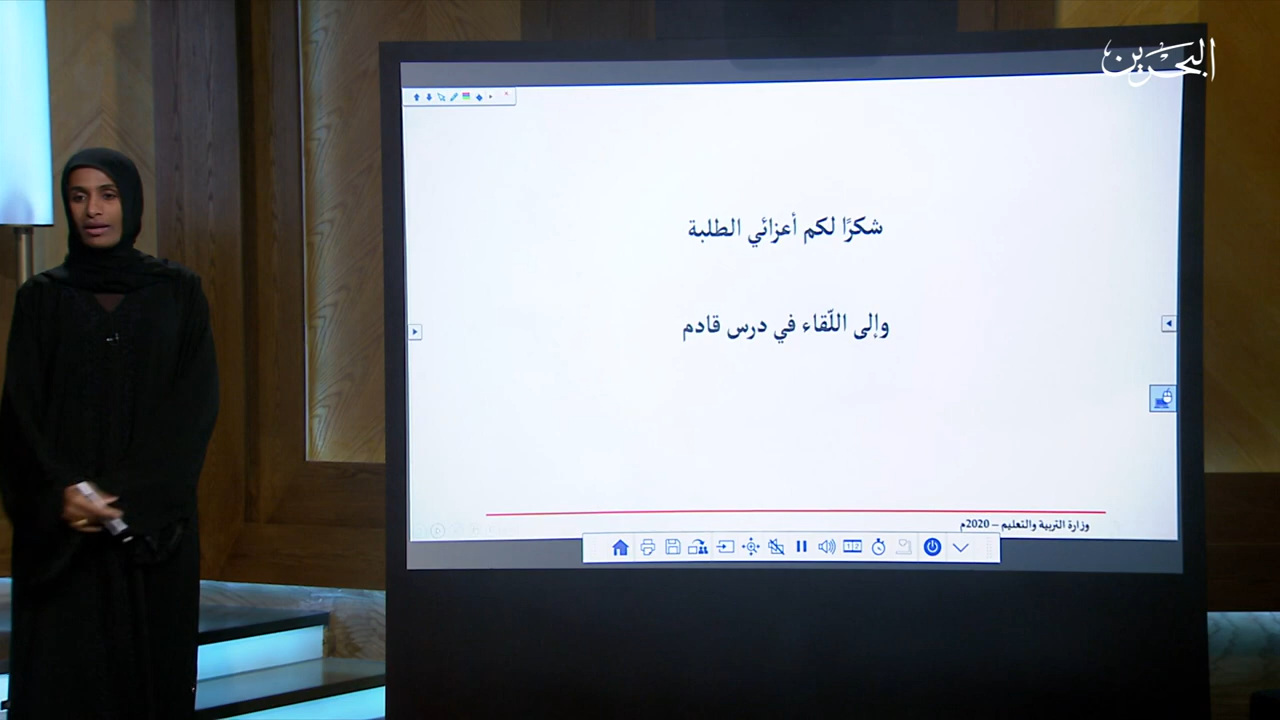 البحرين
شكرًا لكم أعزائي الطلبة
وإلى اللّقاء في درس قادم
وزارة التربية والتعليم – 2020م